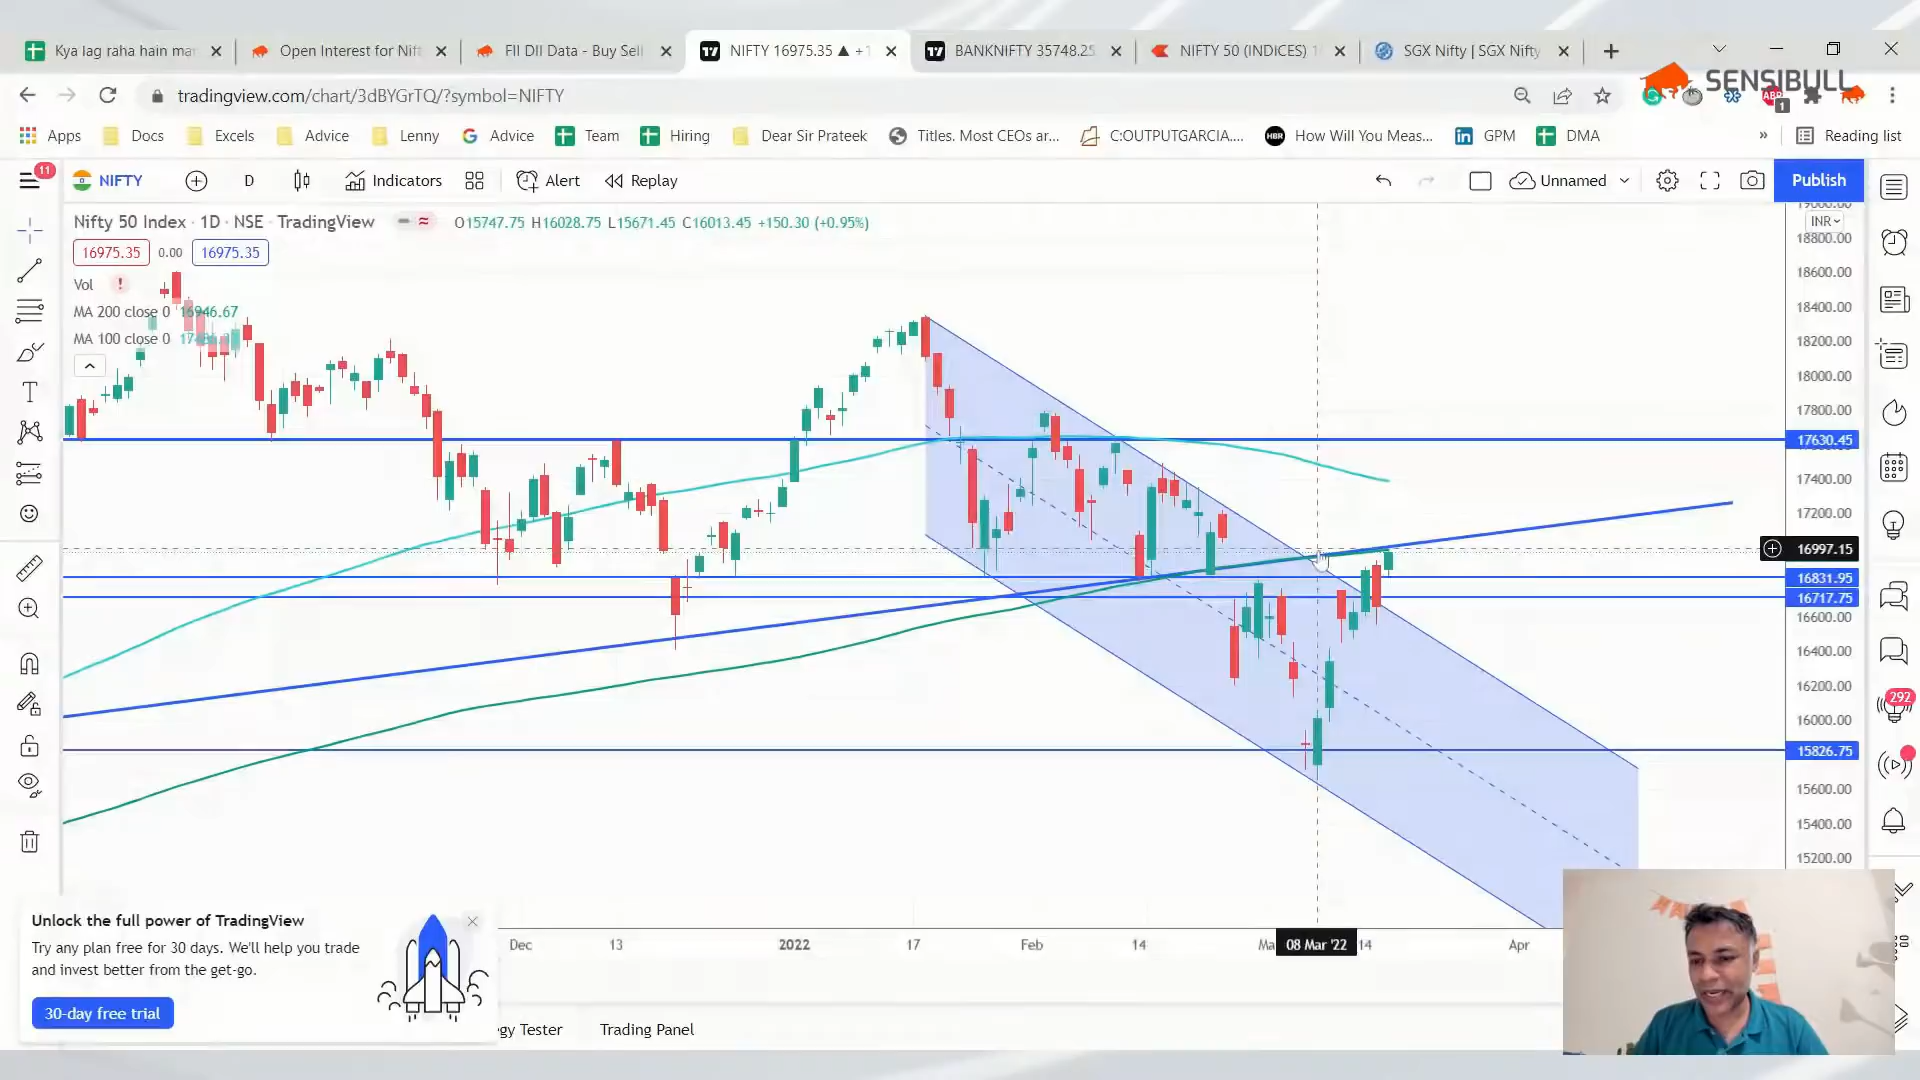 Kya lag raha hain mar
Open Interest for Nift
FII DII Data - Buy Sell
NIFTY 16975.35 ▲ +1
BANKNIFTY 35748.25
NIFTY 50 (INDICES) 1
SGX Nifty | SGX Nifty
SENSIBULL
tradingview.com/chart/3dBYGrTQ/?symbol=NIFTY
1
Apps
Docs
Excels
Advice
Lenny
Advice
Team
Hiring
Dear Sir Prateek
Titles. Most CEOs ar...
C:OUTPUTGARCIA....
HBR
How Will You Meas...
GPM
DMA
»
Reading list
11
NIFTY
D
Indicators
Alert
Replay
Unnamed
Publish
Nifty 50 Index · 1D · NSE · TradingView
O15747.75 H16028.75 L15671.45 C16013.45 +150.30 (+0.95%)
INR
16975.35
0.00
16975.35
Vol
MA 200 close 0 16946.67
MA 100 close 0
18800.00
18600.00
18400.00
18200.00
18000.00
17800.00
17630.45
17400.00
17200.00
16997.15
16831.95
16717.75
16600.00
16400.00
16200.00
16000.00
15826.75
15600.00
15400.00
15200.00
292
Unlock the full power of TradingView
Try any plan free for 30 days. We'll help you trade
and invest better from the get-go.
30-day free trial
Dec
13
2022
17
Feb
14
Ma
08 Mar '22
14
Apr
egy Tester
Trading Panel